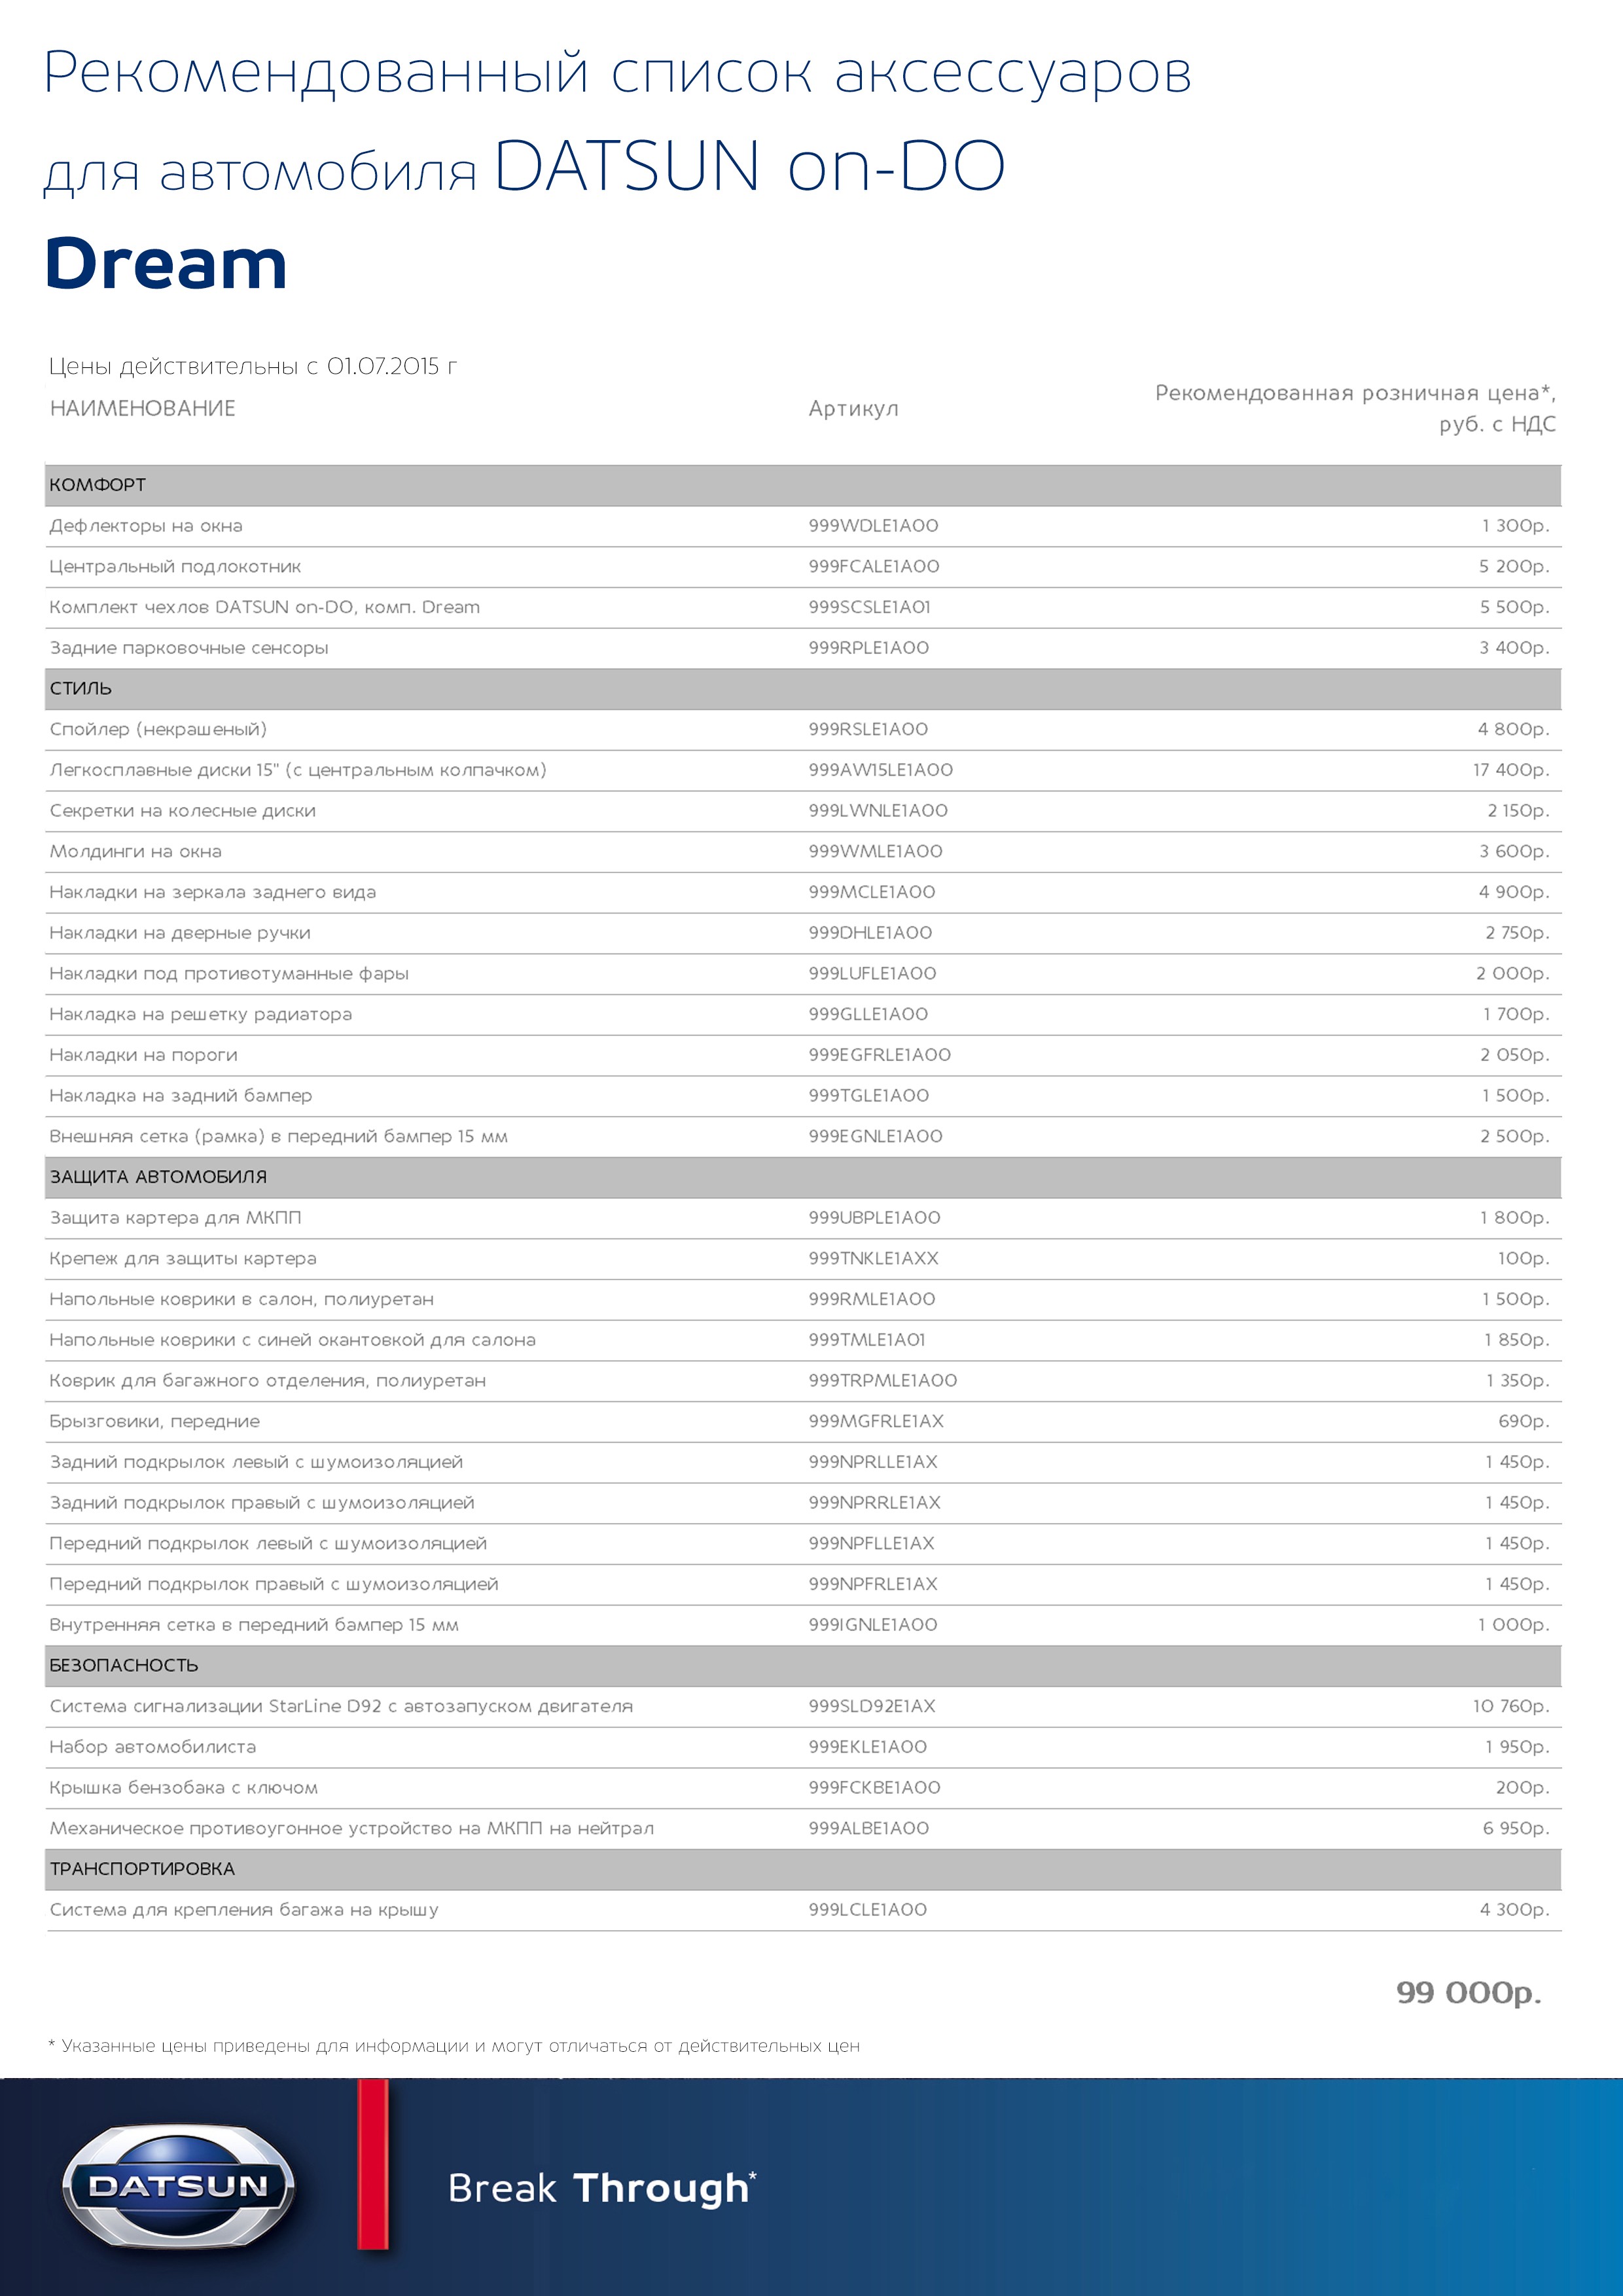 Рекомендованный список аксессуаров
для автомобиля DATSUN on-DO
Dream
Цены действительны с 01.07.2015 г
НАИМЕНОВАНИЕ Артикул Рекомендованная розничная цена*,
руб. с НДС
КОМФОРТ
Дефлекторы на окна 999WDLE1A00 1 300р.
Центральный подлокотник 999FCALE1A00 5 200р.
Комплект чехлов DATSUN on-DO, комп. Dream 999SCSLE1A01 5 500р.
Задние парковочные сенсоры 999RPLE1A00 3 400р.
СТИЛЬ
Спойлер (некрашеный) 999RSLE1A00 4 800р.
Легкосплавные диски 15" (с центральным колпачком) 999AW15LE1A00 17 400р.
Секретки на колесные диски 999LWNLE1A00 2 150р.
Молдинги на окна 999WMLE1A00 3 600р.
Накладки на зеркала заднего вида 999MCLE1A00 4 900р.
Накладки на дверные ручки 999DHLE1A00 2 750р.
Накладки под противотуманные фары 999LUFLE1A00 2 000р.
Накладка на решетку радиатора 999GLLE1A00 1 700р.
Накладки на пороги 999EGFRLE1A00 2 050р.
Накладка на задний бампер 999TGLE1A00 1 500р.
Внешняя сетка (рамка) в передний бампер 15 мм 999EGNLE1A00 2 500р.
ЗАЩИТА АВТОМОБИЛЯ
Защита картера для МКПП 999UBPLE1A00 1 800р.
Крепеж для защиты картера 999TNKLE1AXX 100р.
Напольные коврики в салон, полиуретан 999RMLE1A00 1 500р.
Напольные коврики с синей окантовкой для салона 999TMLE1A01 1 850р.
Коврик для багажного отделения, полиуретан 999TRPMLE1A00 1 350р.
Брызговики, передние 999MGFRLE1AX 690р.
Задний подкрылок левый с шумоизоляцией 999NPRLLE1AX 1 450р.
Задний подкрылок правый с шумоизоляцией 999NPRRLE1AX 1 450р.
Передний подкрылок левый с шумоизоляцией 999NPFLLE1AX 1 450р.
Передний подкрылок правый с шумоизоляцией 999NPFRLE1AX 1 450р.
Внутренняя сетка в передний бампер 15 мм 999IGNLE1A00 1 000р.
БЕЗОПАСНОСТЬ
Система сигнализации StarLine D92 с автозапуском двигателя 999SLD92E1AX 10 760р.
Набор автомобилиста 999EKLE1A00 1 950р.
Крышка бензобака с ключом 999FCKBE1A00 200р.
Механическое противоугонное устройство на МКПП на нейтрал 999ALBE1A00 6 950р.
ТРАНСПОРТИРОВКА
Система для крепления багажа на крышу 999LCLE1A00 4 300р.
99 000р.
* Указанные цены приведены для информации и могут отличаться от действительных цен
DATSUN Break Through*